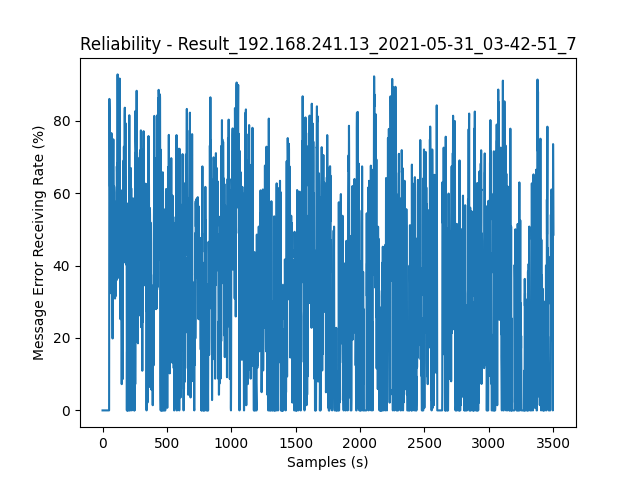 Reliability - Result_192.168.241.13_2021-05-31_03-42-51_7
Message Error Receiving Rate (%)
80
60
40
20
0
0 500 1000 1500 2000 2500 3000 3500
Samples (s)